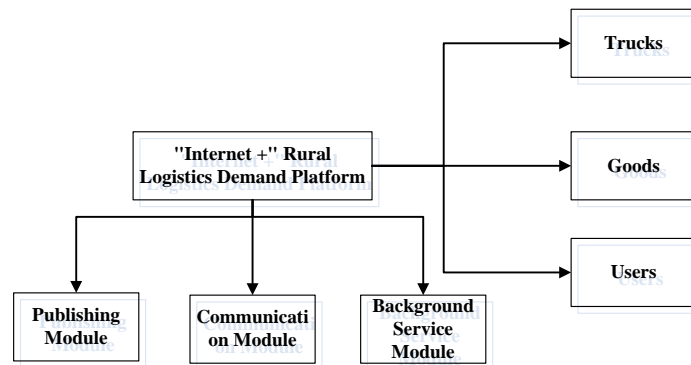 Trucks
"Internet +" Rural
Logistics Demand Platform
Goods
Users
Publishing
Module
Communicati
on Module
Background
Service
Module